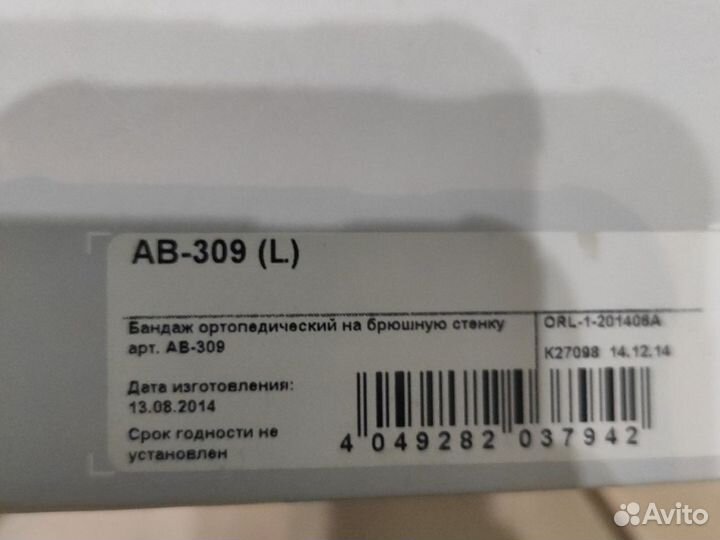 AB-309 (L)
Бандаж ортопедический на брюшную стенку
арт. AB-309
ORL-1-201406A
K27098 14.12.14
Дата изготовления:
13.08.2014
Срок годности не
установлен
4 049282 037942
Avito